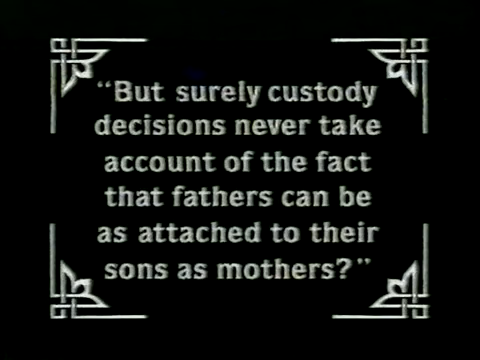 “But surely custody
decisions never take
account of the fact
that fathers can be
as attached to their
sons as mothers?”